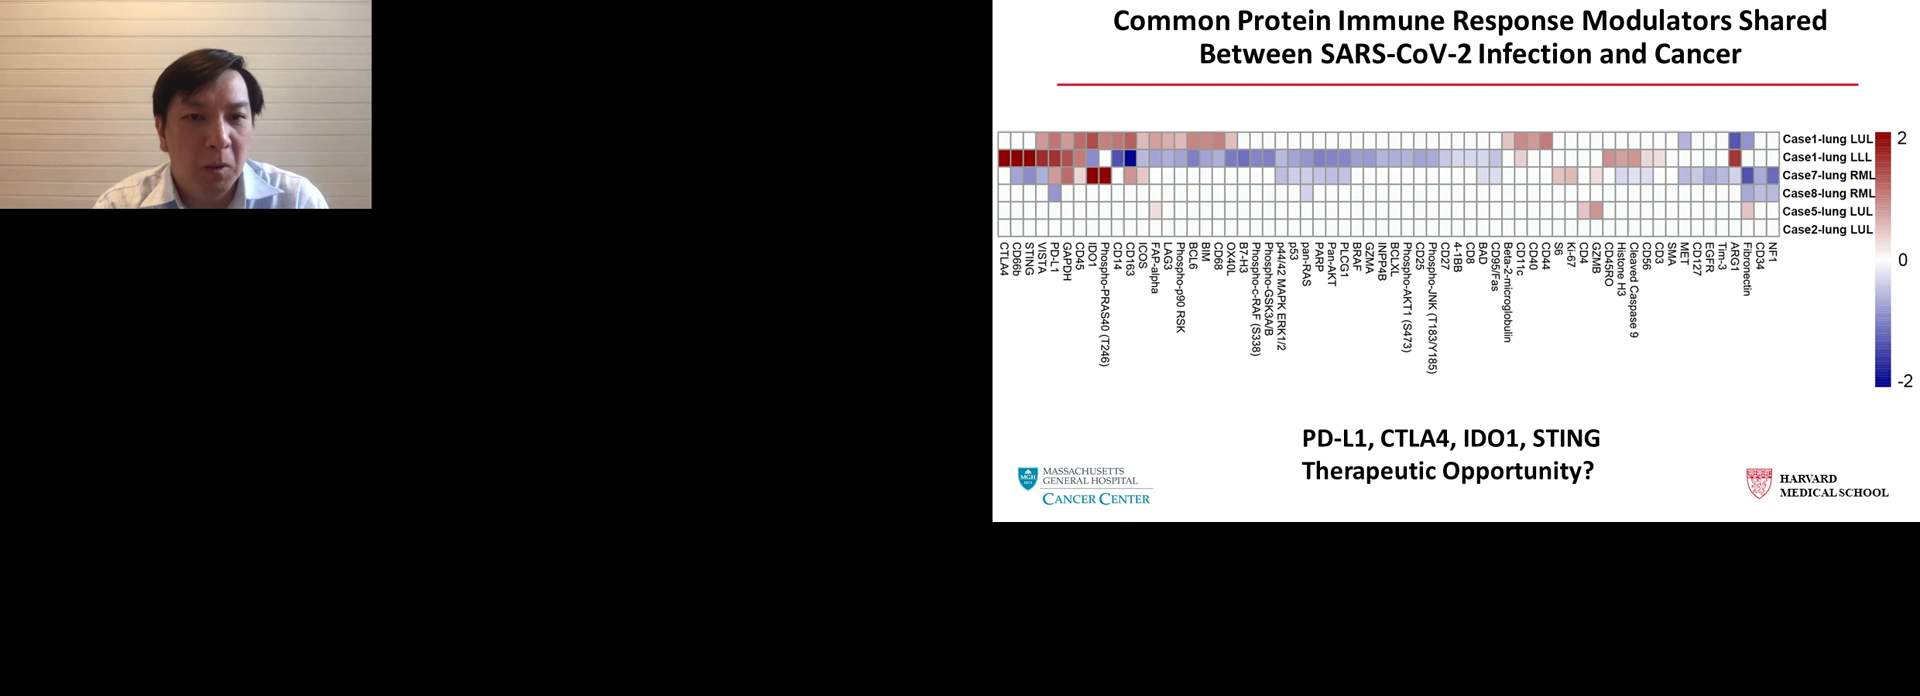 Common Protein Immune Response Modulators Shared
Between SARS-CoV-2 Infection and Cancer
Case1-lung LUL
Case1-lung LLL
Case7-lung RML
Case8-lung RML
Case5-lung LUL
Case2-lung LUL
2
0
-2
CTLA4
CD66b
STING
VISTA
PD-L1
GAPDH
CD45
IDO1
Phospho-PRAS40 (T246)
CD14
CD163
ICOS
FAP-alpha
LAG3
Phospho-p90 RSK
BCL6
BIM
CD68
OX40L
B7-H3
Phospho-c-RAF (S338)
Phospho-GSK3A/B
p44/42 MAPK ERK1/2
p53
pan-RAS
PARP
Pan-AKT
PLCG1
BRAF
GZMA
INPP4B
BCLXL
Phospho-AKT1 (S473)
CD25
Phospho-JNK (T183/Y185)
CD27
4-1BB
CD8
BAD
CD95/Fas
Beta-2-microglobulin
CD11c
CD40
CD44
S6
Ki-67
CD4
GZMB
CD45RO
Histone H3
Cleaved Caspase 9
CD56
CD3
SMA
MET
CD127
EGFR
Tim-3
ARG1
Fibronectin
CD34
NF1
PD-L1, CTLA4, IDO1, STING
Therapeutic Opportunity?
MGH
1811
MASSACHUSETTS
GENERAL HOSPITAL
CANCER CENTER
HARVARD
MEDICAL SCHOOL